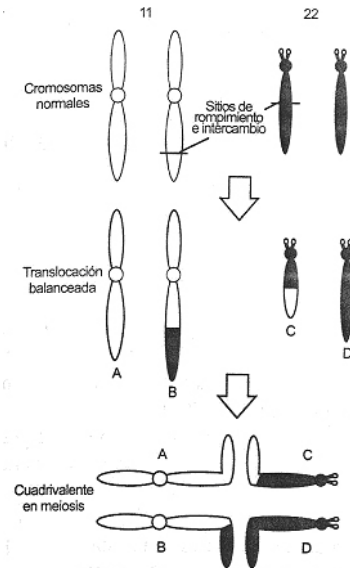 11 22
Cromosomas
normales
Sitios de
rompimiento
e intercambio
Translocación
balanceada
A
B
C
D
A C
Cuadrivalente
en meiosis
B D